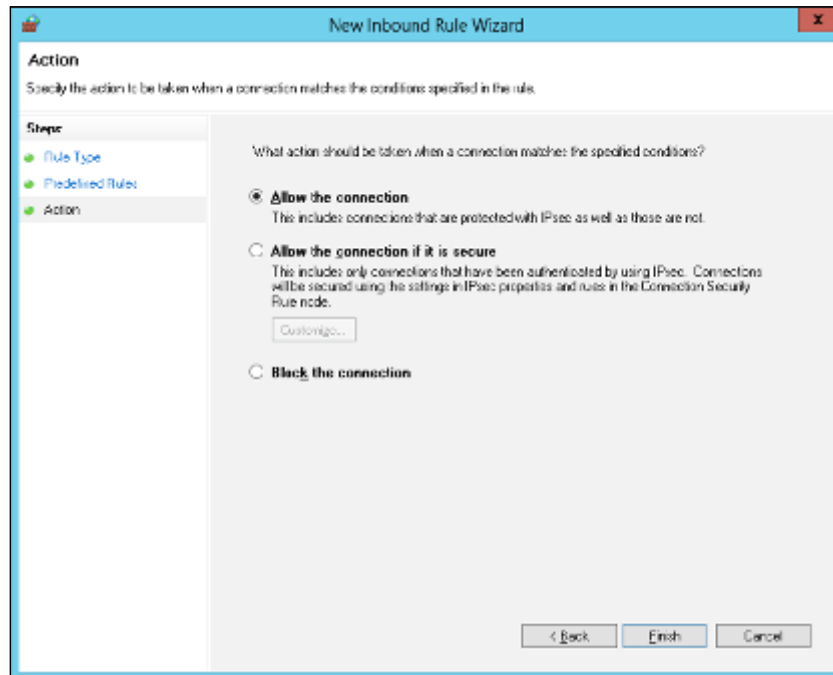 New Inbound Rule Wizard
x
Action
Specify the action to be taken when a connection matches the conditions specified in the rule.
Steps:
Rule Type
Predefined Rules
Action
What action should be taken when a connection matches the specified conditions?
Allow the connection
This includes connections that are protected with IPsec as well as those are not.
Allow the connection if it is secure
This includes only connections that have been authenticated by using IPsec. Connections
will be secured using the settings in IPsec properties and rules in the Connection Security
Rule node.
Customize...
Block the connection
< Back
Finish
Cancel